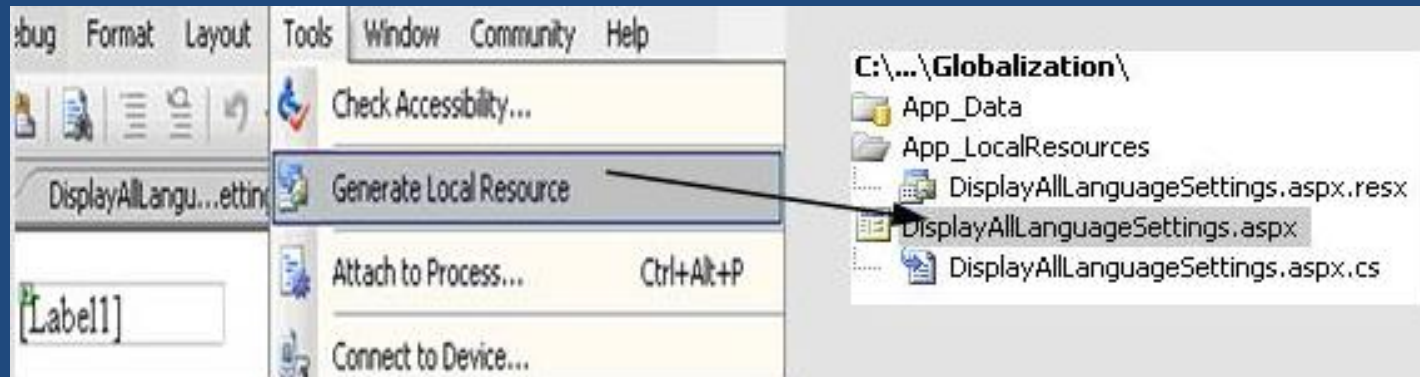 ebug Format Layout Tools Window Community Help
Check Accessibility...
Generate Local Resource
DisplayAllLangu...etting
Attach to Process... Ctrl+Alt+P
[Label1]
Connect to Device...
C:\...\Globalization\
App_Data
App_LocalResources
DisplayAllLanguageSettings.aspx.resx
DisplayAllLanguageSettings.aspx
DisplayAllLanguageSettings.aspx.cs